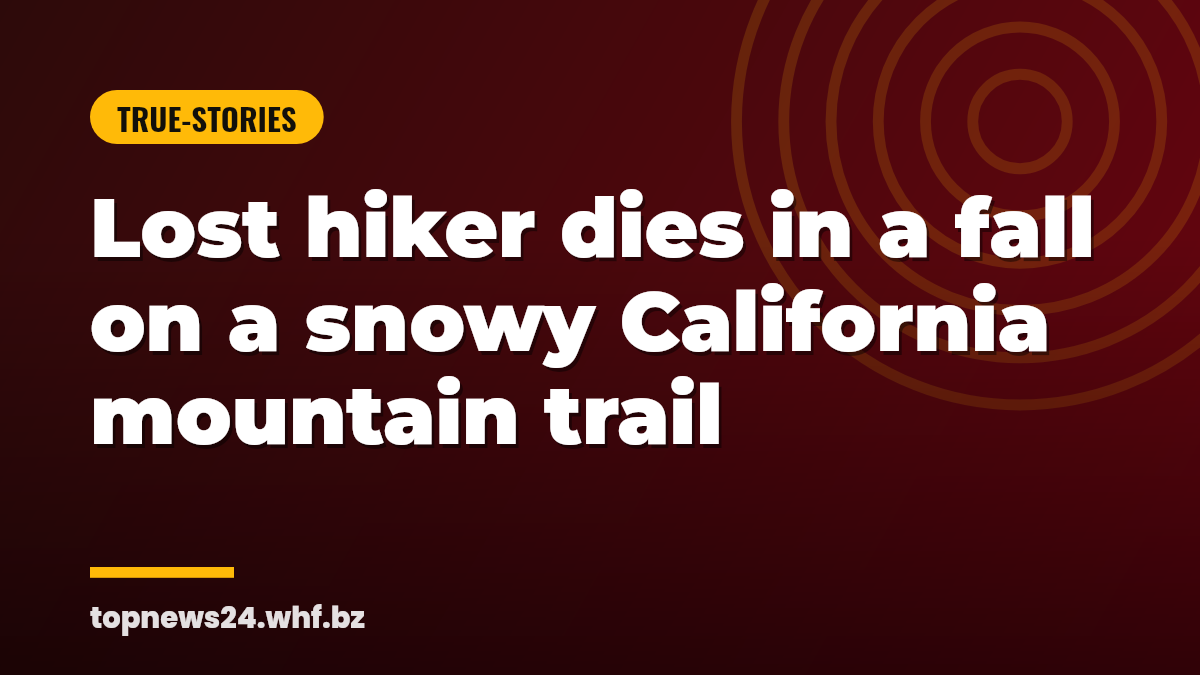 TRUE-STORIES
Lost hiker dies in a fall
on a snowy California
mountain trail
topnews24.whf.bz